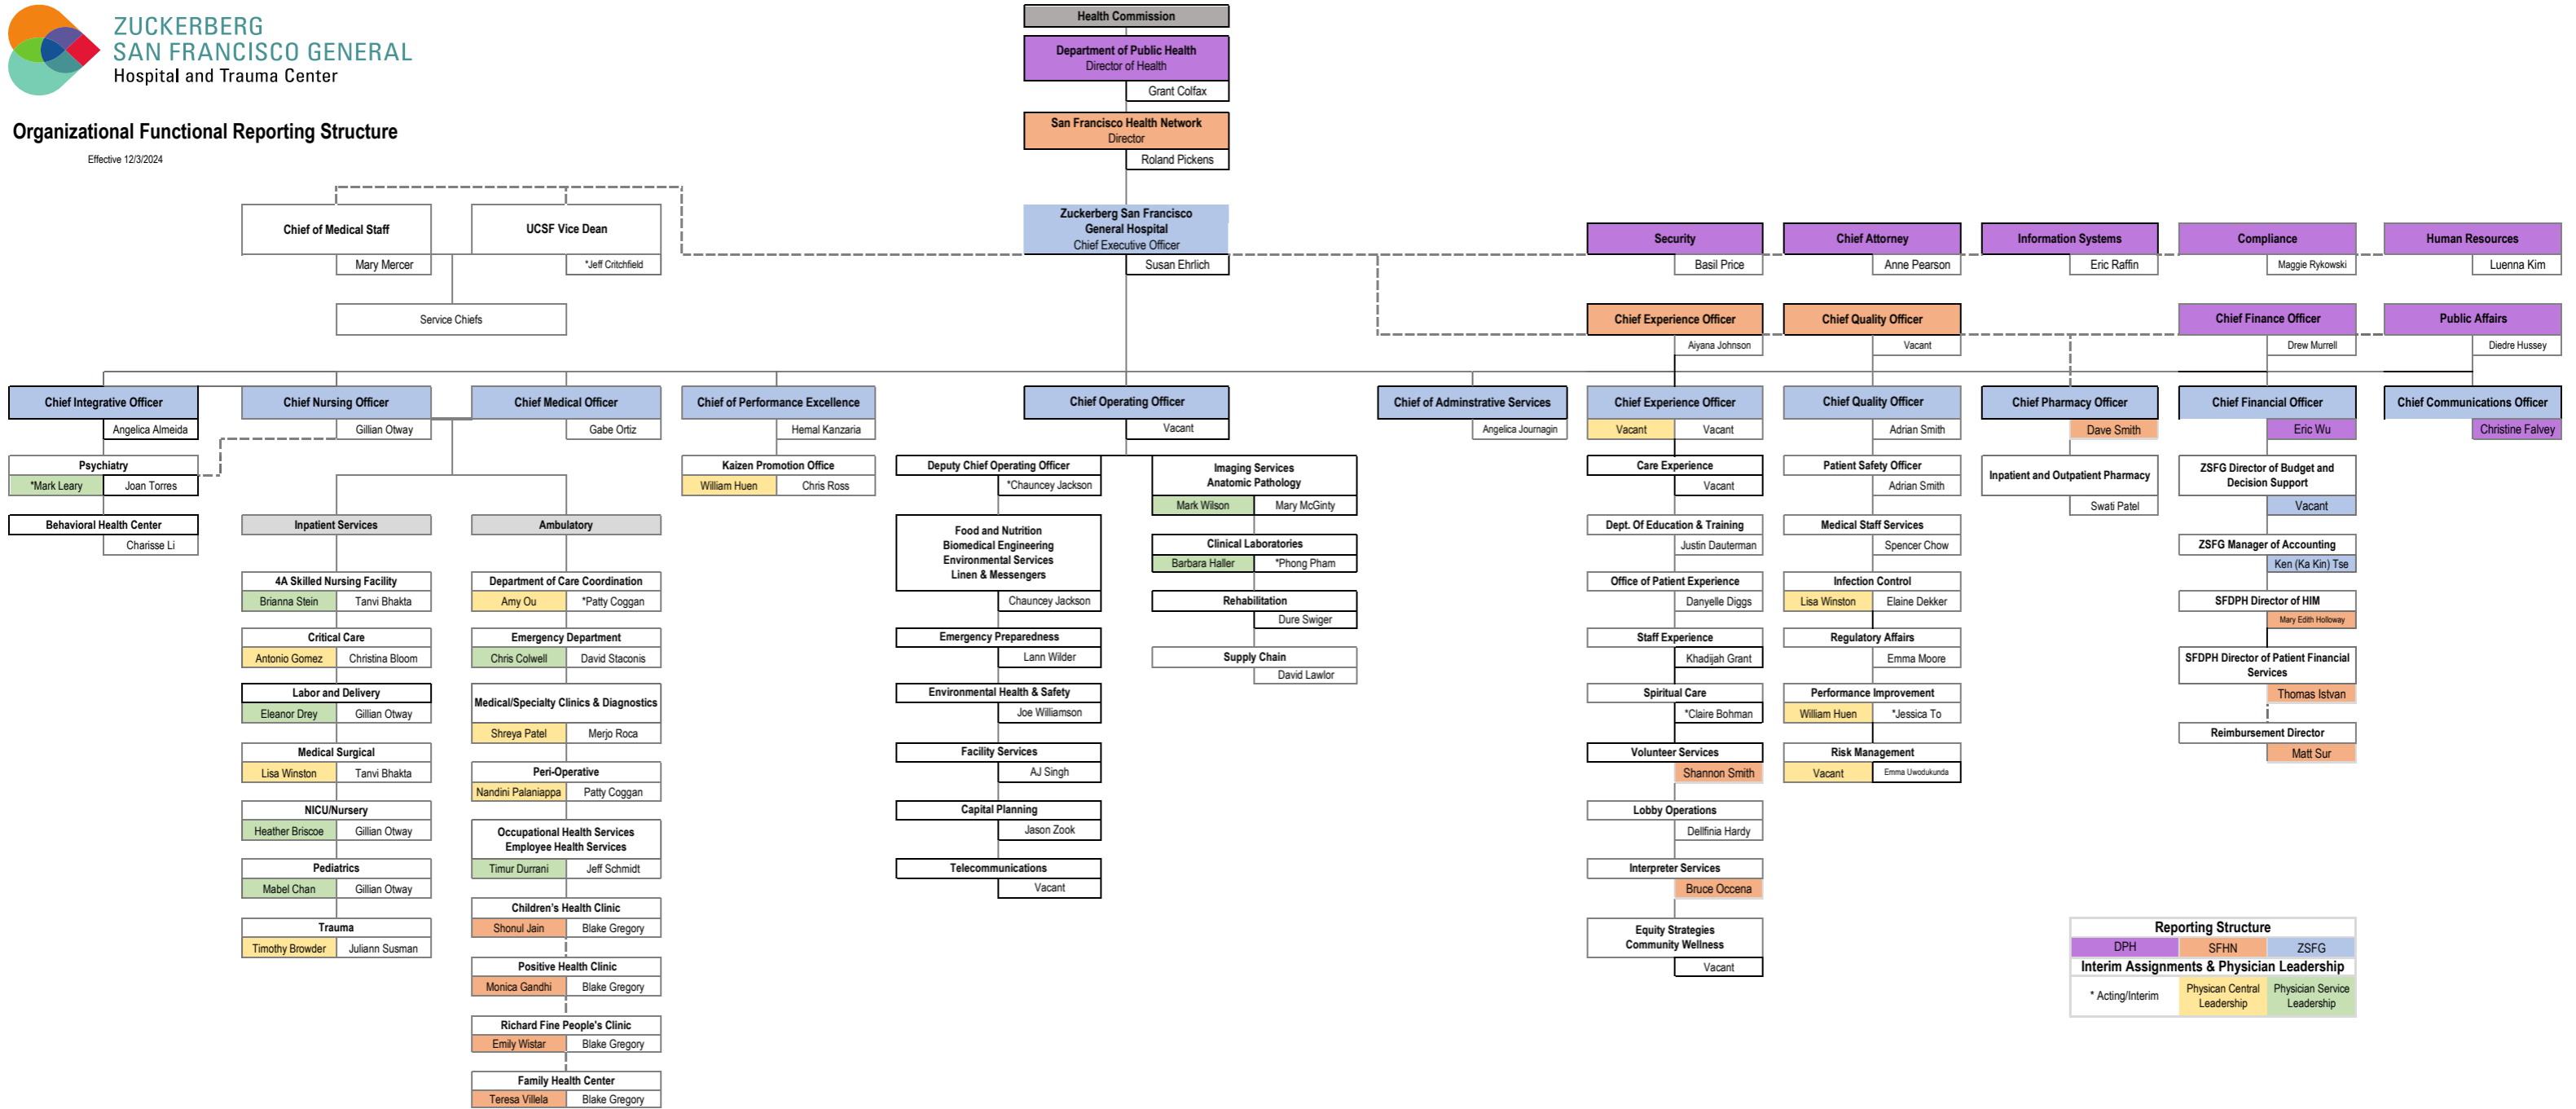 ZUCKERBERG
SAN FRANCISCO GENERAL
Hospital and Trauma Center
Organizational Functional Reporting Structure
Effective 12/3/2024
Health Commission
Department of Public Health
Director of Health
Grant Colfax
San Francisco Health Network
Director
Roland Pickens
Zuckerberg San Francisco
General Hospital
Chief Executive Officer
Susan Ehrlich
Chief of Medical Staff
Mary Mercer
UCSF Vice Dean
*Jeff Critchfield
Service Chiefs
Security
Basil Price
Chief Attorney
Anne Pearson
Information Systems
Eric Raffin
Compliance
Maggie Rykowski
Human Resources
Luenna Kim
Chief Experience Officer
Aiyana Johnson
Chief Quality Officer
Vacant
Chief Finance Officer
Drew Murrell
Public Affairs
Diedre Hussey
Chief Integrative Officer
Angelica Almeida
Psychiatry
*Mark Leary
Joan Torres
Behavioral Health Center
Charisse Li
Chief Nursing Officer
Gillian Otway
Chief Medical Officer
Gabe Ortiz
Inpatient Services
4A Skilled Nursing Facility
Brianna Stein
Tanvi Bhakta
Critical Care
Antonio Gomez
Christina Bloom
Labor and Delivery
Eleanor Drey
Gillian Otway
Medical Surgical
Lisa Winston
Tanvi Bhakta
NICU/Nursery
Heather Briscoe
Gillian Otway
Pediatrics
Mabel Chan
Gillian Otway
Trauma
Timothy Browder
Juliann Susman
Ambulatory
Department of Care Coordination
Amy Ou
*Patty Coggan
Emergency Department
Chris Colwell
David Staconis
Medical/Specialty Clinics & Diagnostics
Shreya Patel
Merjo Roca
Peri-Operative
Nandini Palaniappa
Patty Coggan
Occupational Health Services
Employee Health Services
Timur Durrani
Jeff Schmidt
Children's Health Clinic
Shonul Jain
Blake Gregory
Positive Health Clinic
Monica Gandhi
Blake Gregory
Richard Fine People's Clinic
Emily Wistar
Blake Gregory
Family Health Center
Teresa Villela
Blake Gregory
Chief of Performance Excellence
Hemal Kanzaria
Kaizen Promotion Office
William Huen
Chris Ross
Chief Operating Officer
Vacant
Deputy Chief Operating Officer
*Chauncey Jackson
Food and Nutrition
Biomedical Engineering
Environmental Services
Linen & Messengers
Chauncey Jackson
Emergency Preparedness
Lann Wilder
Environmental Health & Safety
Joe Williamson
Facility Services
AJ Singh
Capital Planning
Jason Zook
Telecommunications
Vacant
Imaging Services
Anatomic Pathology
Mark Wilson
Mary McGinty
Clinical Laboratories
Barbara Haller
*Phong Pham
Rehabilitation
Dure Swiger
Supply Chain
David Lawlor
Chief of Adminstrative Services
Angelica Journagin
Chief Experience Officer
Vacant
Vacant
Care Experience
Vacant
Dept. Of Education & Training
Justin Dauterman
Office of Patient Experience
Danyelle Diggs
Staff Experience
Khadijah Grant
Spiritual Care
*Claire Bohman
Volunteer Services
Shannon Smith
Lobby Operations
Dellfinia Hardy
Interpreter Services
Bruce Occena
Equity Strategies
Community Wellness
Vacant
Chief Quality Officer
Adrian Smith
Patient Safety Officer
Adrian Smith
Medical Staff Services
Spencer Chow
Infection Control
Lisa Winston
Elaine Dekker
Regulatory Affairs
Emma Moore
Performance Improvement
William Huen
*Jessica To
Risk Management
Vacant
Emma Uwodukunda
Chief Pharmacy Officer
Dave Smith
Inpatient and Outpatient Pharmacy
Swati Patel
Chief Financial Officer
Eric Wu
ZSFG Director of Budget and
Decision Support
Vacant
ZSFG Manager of Accounting
Ken (Ka Kin) Tse
SFDPH Director of HIM
Mary Edith Holloway
SFDPH Director of Patient Financial
Services
Thomas Istvan
Reimbursement Director
Matt Sur
Chief Communications Officer
Christine Falvey
Reporting Structure
DPH
SFHN
ZSFG
Interim Assignments & Physician Leadership
* Acting/Interim
Physican Central
Leadership
Physician Service
Leadership